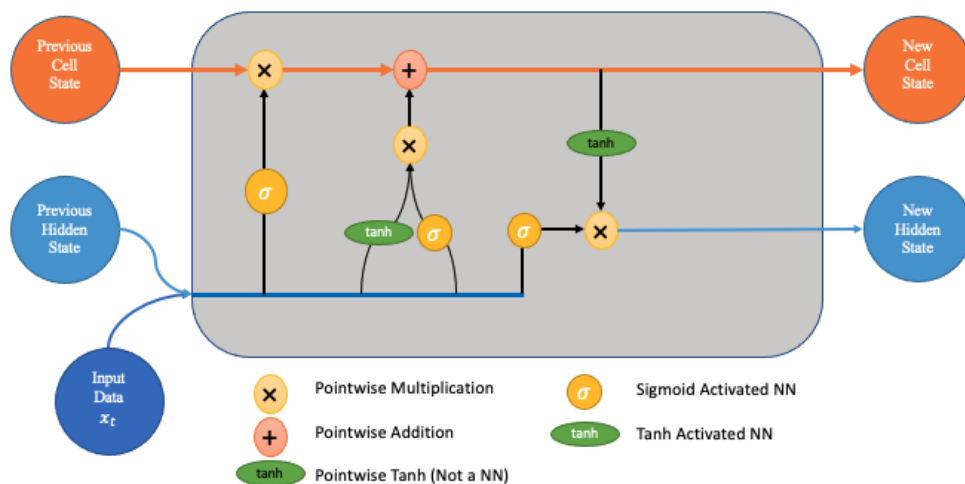 Previous
Cell
State
New
Cell
State
×
+
tanh
×
Previous
Hidden
State
σ
New
Hidden
State
tanh
σ
σ
×
Input
Data
x_t
× Pointwise Multiplication
σ Sigmoid Activated NN
+ Pointwise Addition
tanh Tanh Activated NN
tanh Pointwise Tanh (Not a NN)